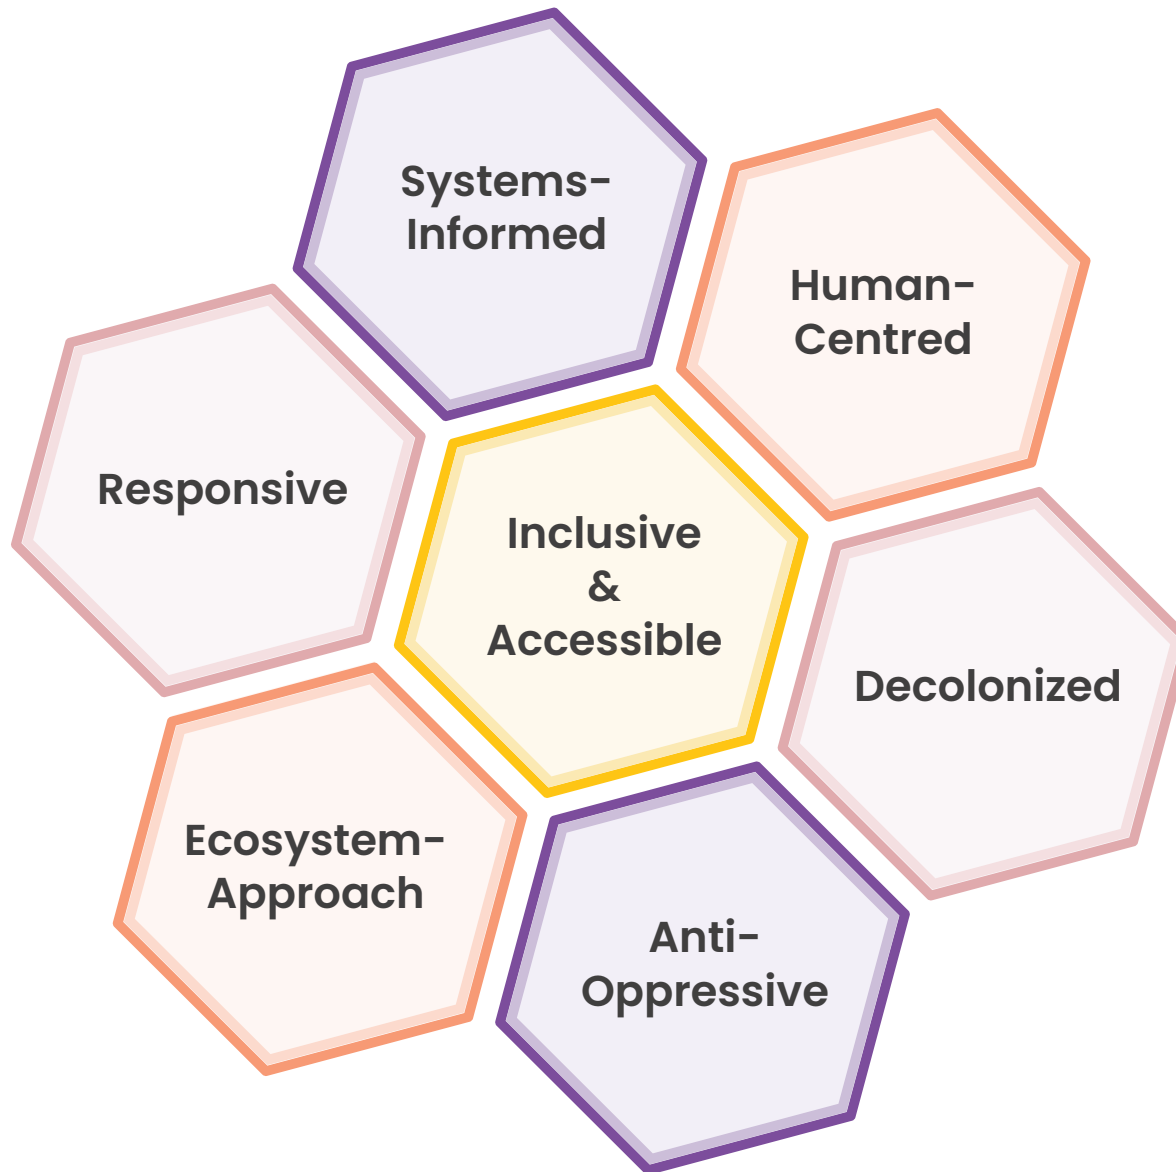 Systems-
Informed
Human-
Centred
Responsive
Inclusive
&
Accessible
Decolonized
Ecosystem-
Approach
Anti-
Oppressive